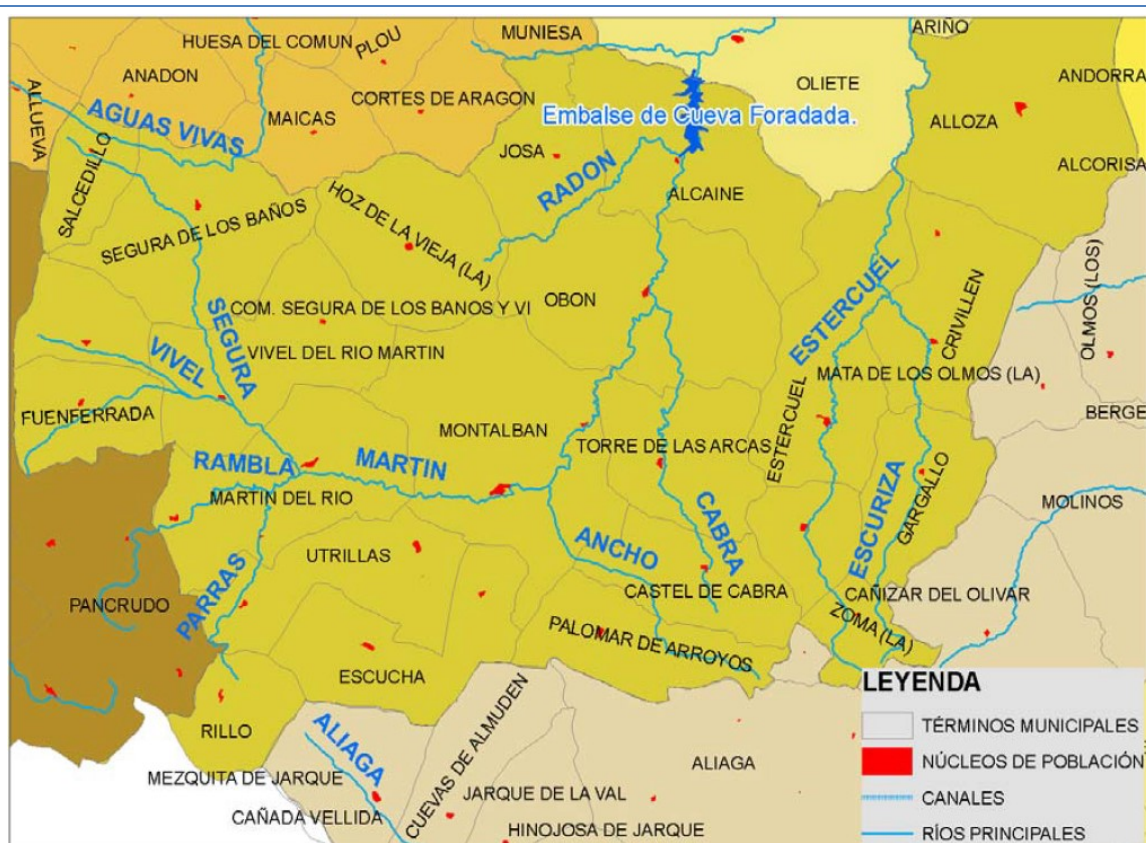 ARIÑO
MUNIESA
HUESA DEL COMUN
PLOU
ANADON
OLIETE
ANDORRA
ALLUEVA
CORTES DE ARAGON
AGUAS VIVAS
MAICAS
Embalse de Cueva Foradada.
ALLOZA
JOSA
RADON
ALCORISA
SALCEDILLO
ALCAINE
HOZ DE LA VIEJA (LA)
SEGURA DE LOS BAÑOS
OLMOS (LOS)
SEGURA
COM. SEGURA DE LOS BANOS Y VI
OBON
ESTERCUEL
CRIVILLEN
VIVEL
VIVEL DEL RIO MARTIN
MATA DE LOS OLMOS (LA)
FUENFERRADA
ESTERCUEL
BERGE
MONTALBAN
TORRE DE LAS ARCAS
RAMBLA
MARTIN
GARGALLO
MARTIN DEL RIO
MOLINOS
CABRA
ESCURIZA
ANCHO
UTRILLAS
PARRAS
CASTEL DE CABRA
CAÑIZAR DEL OLIVAR
PANCRUDO
ZOMA (LA)
PALOMAR DE ARROYOS
ESCUCHA
RILLO
ALIAGA
CUEVAS DE ALMUDEN
ALIAGA
MEZQUITA DE JARQUE
JARQUE DE LA VAL
CAÑADA VELLIDA
HINOJOSA DE JARQUE
LEYENDA
TÉRMINOS MUNICIPALES
NÚCLEOS DE POBLACIÓN
CANALES
RÍOS PRINCIPALES